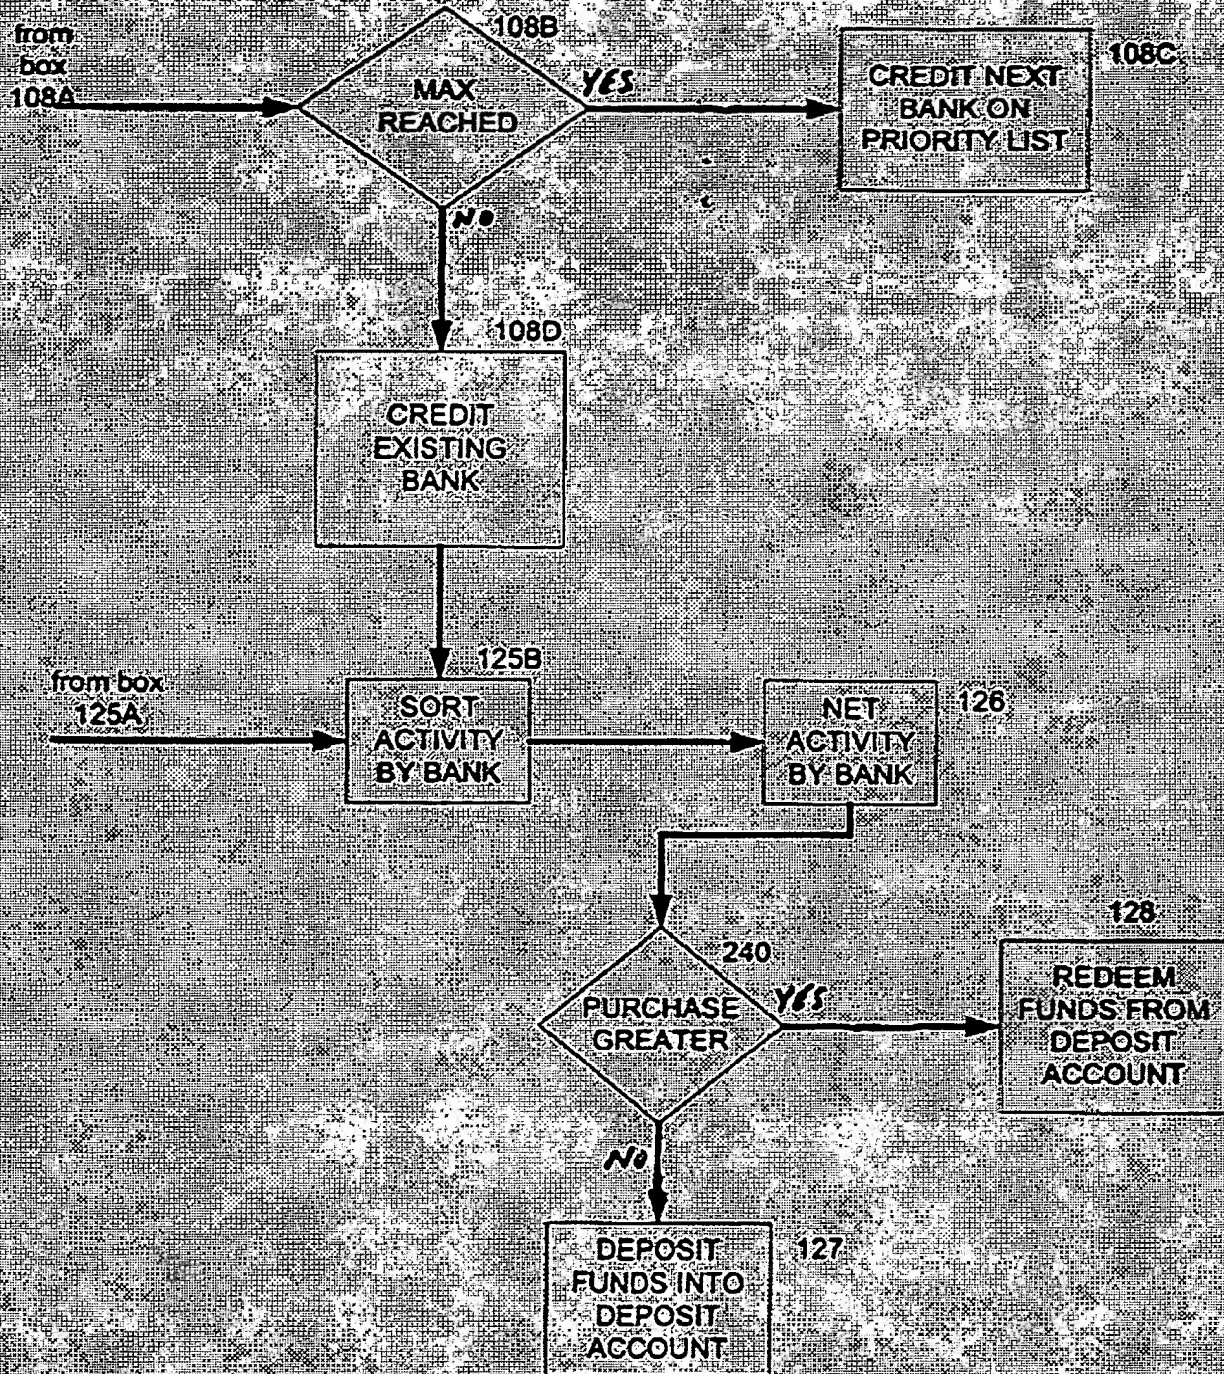 from
box
108A
108B
MAX
REACHED
YES
108C
CREDIT NEXT
BANK ON
PRIORITY LIST
NO
108D
CREDIT
EXISTING
BANK
from box
125A
125B
SORT
ACTIVITY
BY BANK
NET
ACTIVITY
BY BANK
126
240
PURCHASE
GREATER
YES
128
REDEEM
FUNDS FROM
DEPOSIT
ACCOUNT
NO
DEPOSIT
FUNDS INTO
DEPOSIT
ACCOUNT
127